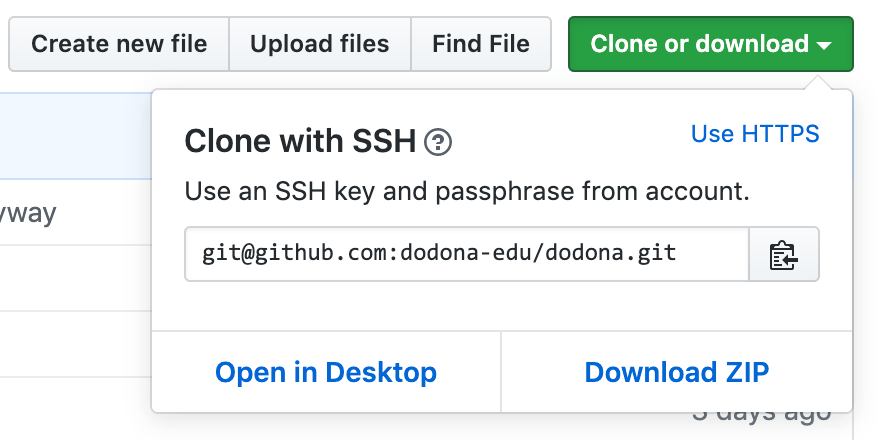 Create new file Upload files Find File Clone or download
Clone with SSH
Use HTTPS
Use an SSH key and passphrase from account.
yway
git@github.com:dodona-edu/dodona.git
Open in Desktop Download ZIP
days ago